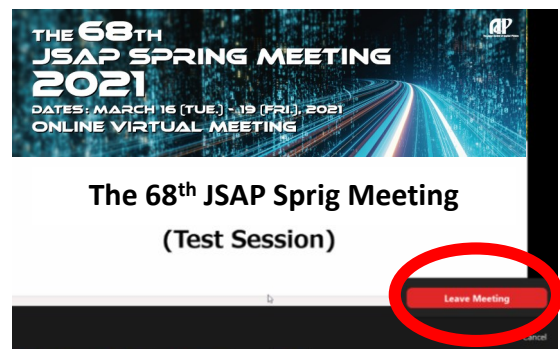 THE 68TH
JSAP SPRING MEETING
2021
DATES: MARCH 16 (TUE.) - 19 (FRI.), 2021
ONLINE VIRTUAL MEETING
The 68th JSAP Sprig Meeting
(Test Session)
Leave Meeting
Cancel